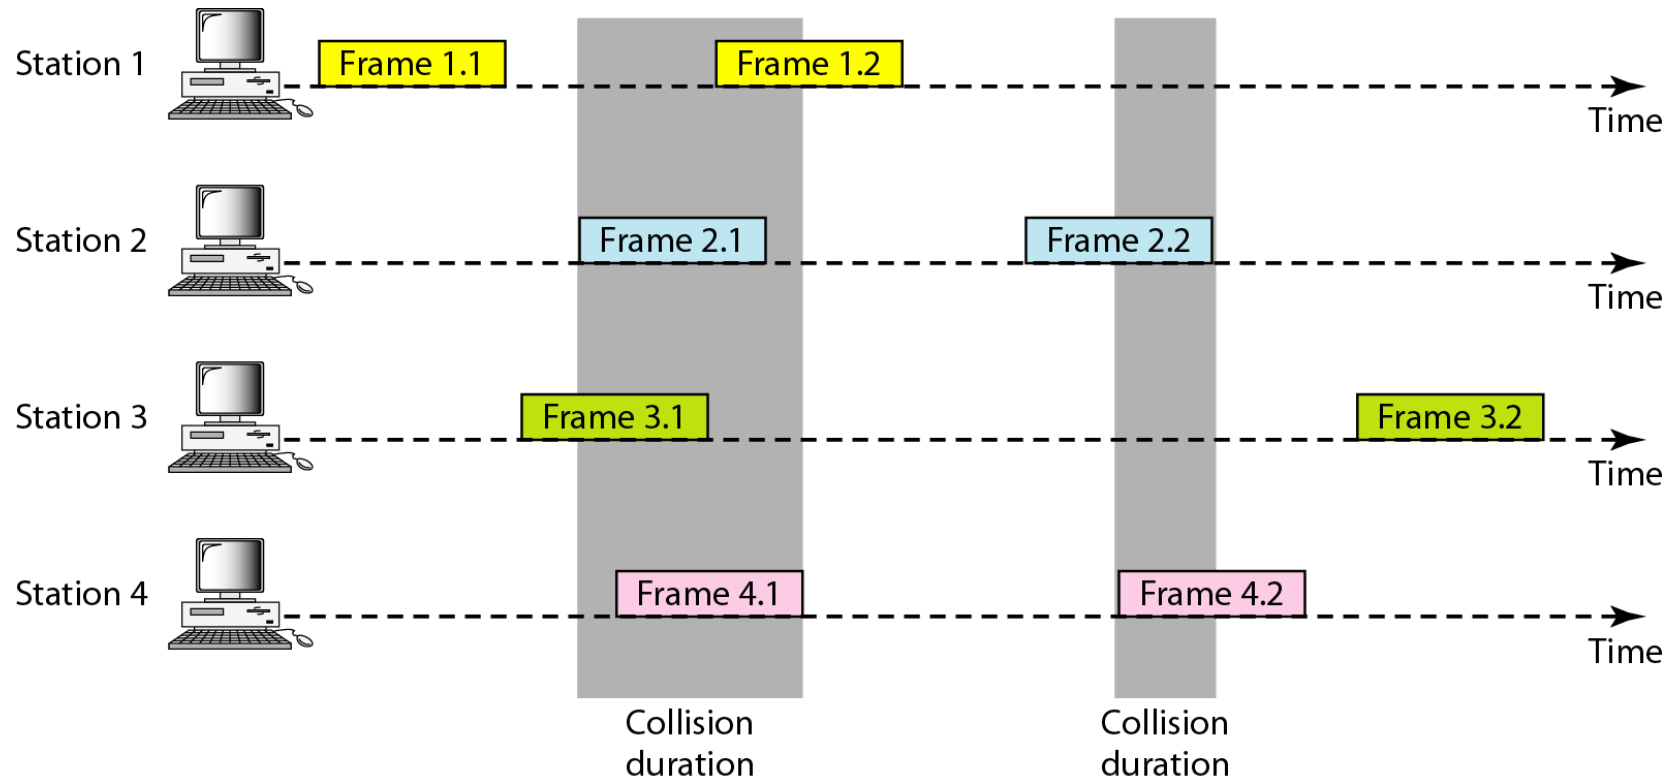 Station 1
Frame 1.1
Frame 1.2
Time
Station 2
Frame 2.1
Frame 2.2
Time
Station 3
Frame 3.1
Frame 3.2
Time
Station 4
Frame 4.1
Frame 4.2
Time
Collision
duration
Collision
duration